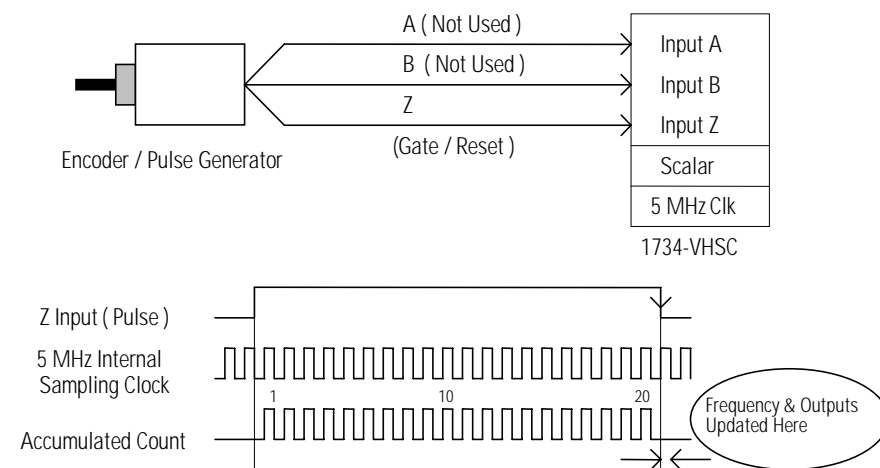 A ( Not Used )
Input A
B ( Not Used )
Input B
Z
Input Z
(Gate / Reset )
Encoder / Pulse Generator
Scalar
5 MHz Clk
1734-VHSC
Z Input ( Pulse )
5 MHz Internal
Sampling Clock
1
10
20
Frequency & Outputs
Updated Here
Accumulated Count